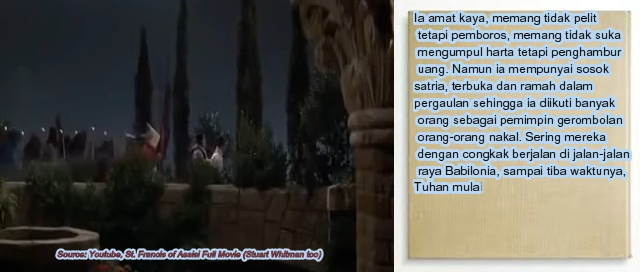 Ia amat kaya, memang tidak pelit
tetapi pemboros, memang tidak suka
mengumpul harta tetapi penghambur
uang. Namun ia mempunyai sosok
satria, terbuka dan ramah dalam
pergaulan sehingga ia diikuti banyak
orang sebagai pemimpin gerombolan
orang-orang nakal. Sering mereka
dengan congkak berjalan di jalan-jalan
raya Babilonia, sampai tiba waktunya,
Tuhan mula
Source: Youtube, St. Francis of Assisi Full Movie (Stuart Whitman too)